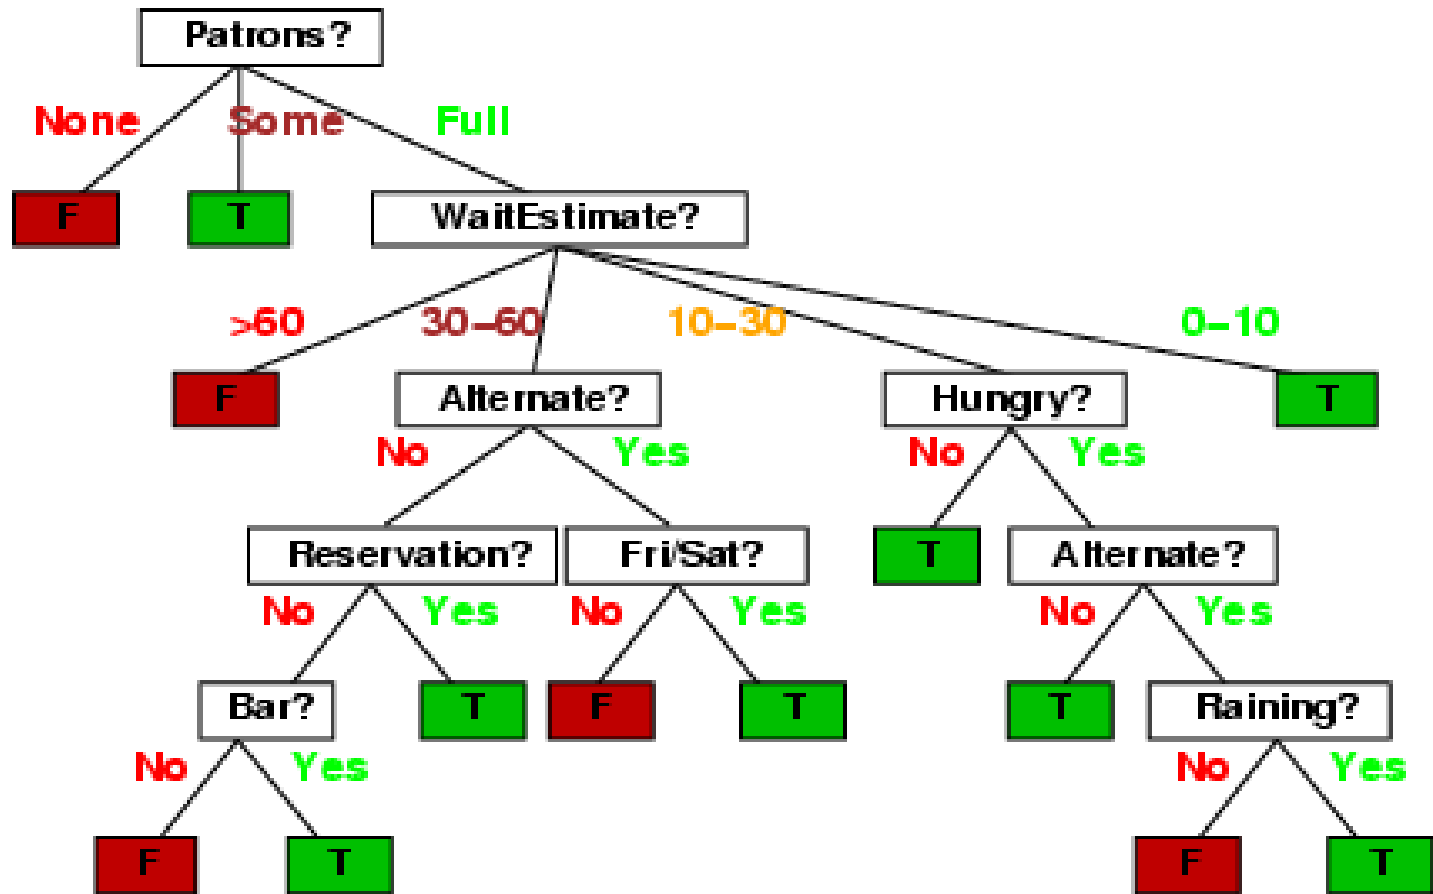 Patrons?
None Some Full
F T WaitEstimate?
>60 30–60 10–30 0–10
F Alternate? Hungry? T
No Yes No Yes
Reservation? Fri/Sat? T Alternate?
No Yes No Yes No Yes
Bar? T F T T Raining?
No Yes No Yes
F T F T